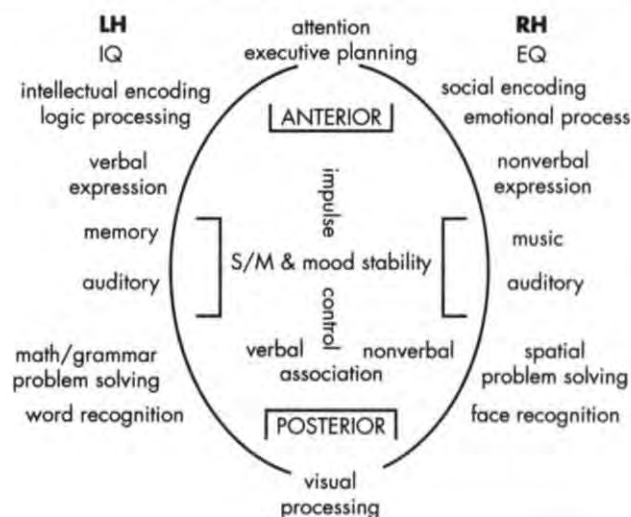 LH
IQ
intellectual encoding
logic processing
verbal
expression
memory
auditory
math/grammar
problem solving
word recognition
attention
executive planning
ANTERIOR
impulse
S/M & mood stability
control
verbal nonverbal
association
POSTERIOR
visual
processing
RH
EQ
social encoding
emotional process
nonverbal
expression
music
auditory
spatial
problem solving
face recognition